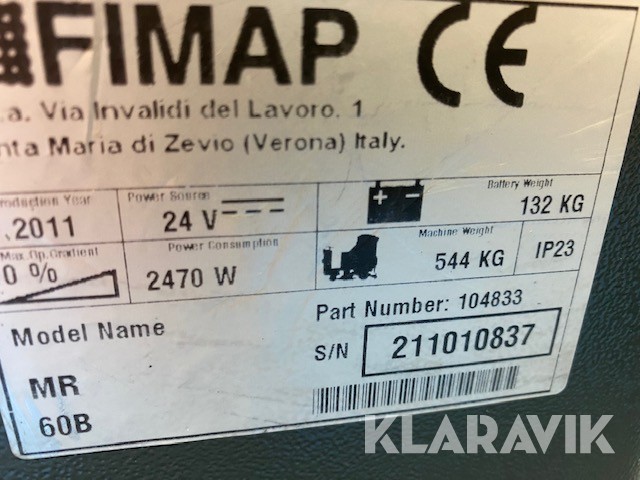 FIMAP CE
.a. Via Invalidi del Lavoro, 1
nta Maria di Zevio (Verona) Italy.
Production Year
.2011
Power Source
24 V
Battery Weight
132 KG
Max.Op.Gradient
0 %
Power Consumption
2470 W
Machine Weight
544 KG
IP23
Model Name
MR
60B
Part Number: 104833
S/N 211010837
KLARAVIK